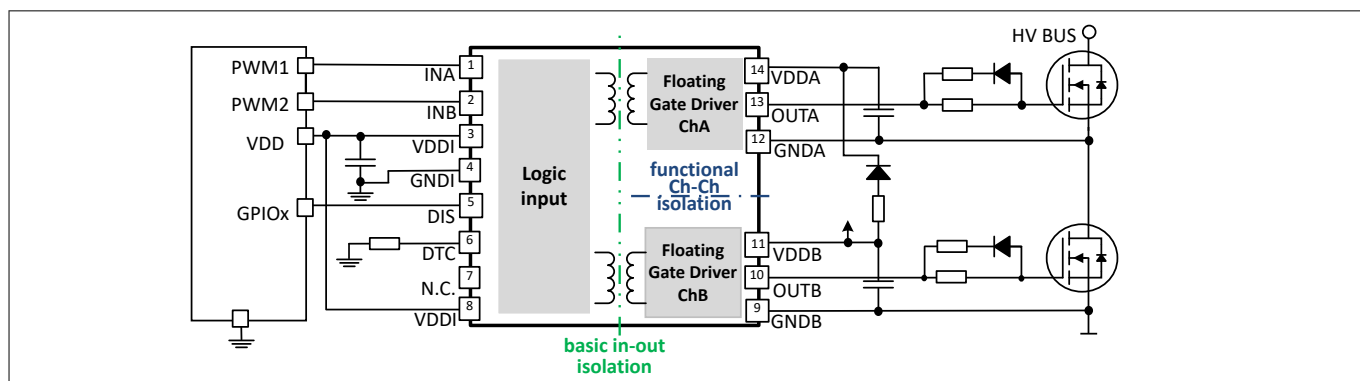 HV BUS
PWM1
1
INA
PWM2
2
INB
VDD
3
VDDI
4
GNDI
GPIOx
5
DIS
6
DTC
7
N.C.
8
VDDI
Logic
input
Floating
Gate Driver
ChA
14
VDDA
13
OUTA
12
GNDA
functional
Ch-Ch
isolation
Floating
Gate Driver
ChB
11
VDDB
10
OUTB
9
GNDB
basic in-out
isolation